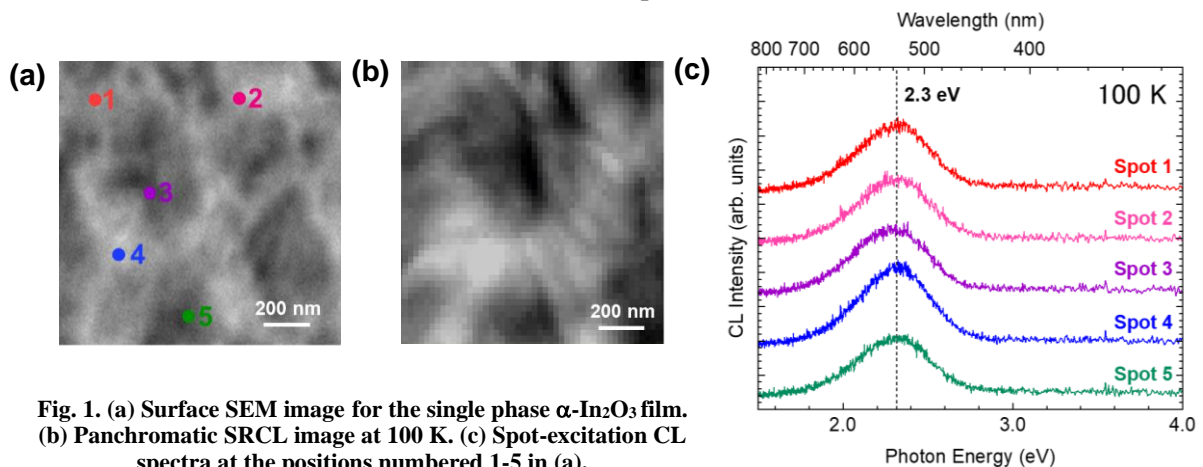 (a)
1
2
3
4
5
200 nm
(b)
200 nm
(c)
Wavelength (nm)
800 700 600 500 400
2.3 eV
100 K
Spot 1
Spot 2
Spot 3
Spot 4
Spot 5
CL Intensity (arb. units)
2.0 3.0 4.0
Photon Energy (eV)
Fig. 1. (a) Surface SEM image for the single phase α-In₂O₃ film.
(b) Panchromatic SRCL image at 100 K. (c) Spot-excitation CL
spectra at the positions numbered 1-5 in (a).